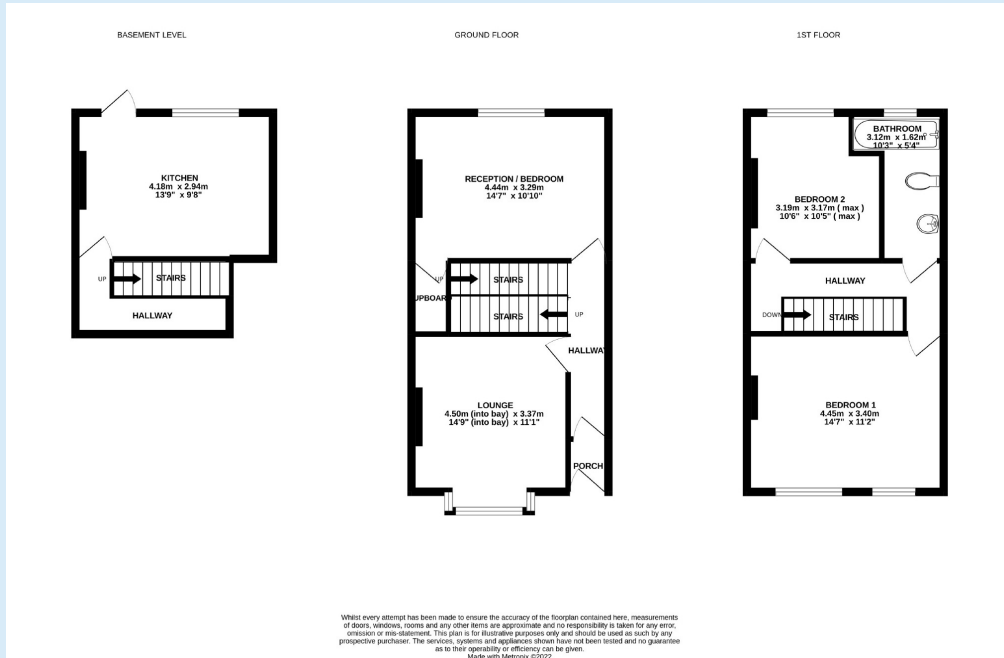 BASEMENT LEVEL
KITCHEN
4.18m x 2.94m
13'9" x 9'8"
UP
STAIRS
HALLWAY
GROUND FLOOR
RECEPTION / BEDROOM
4.44m x 3.29m
14'7" x 10'10"
UP
STAIRS
UPBOAR
STAIRS
UP
HALLWA
LOUNGE
4.50m (into bay) x 3.37m
14'9" (into bay) x 11'1"
PORCH
1ST FLOOR
BATHROOM
3.12m x 1.62m
10'3" x 5'4"
BEDROOM 2
3.19m x 3.17m ( max )
10'6" x 10'5" ( max )
HALLWAY
DOWN
STAIRS
BEDROOM 1
4.45m x 3.40m
14'7" x 11'2"
Whilst every attempt has been made to ensure the accuracy of the floorplan contained here, measurements
of doors, windows, rooms and any other items are approximate and no responsibility is taken for any error,
omission or mis-statement. This plan is for illustrative purposes only and should be used as such by any
prospective purchaser. The services, systems and appliances shown have not been tested and no guarantee
as to their operability or efficiency can be given.
Made with Metropix ©2022